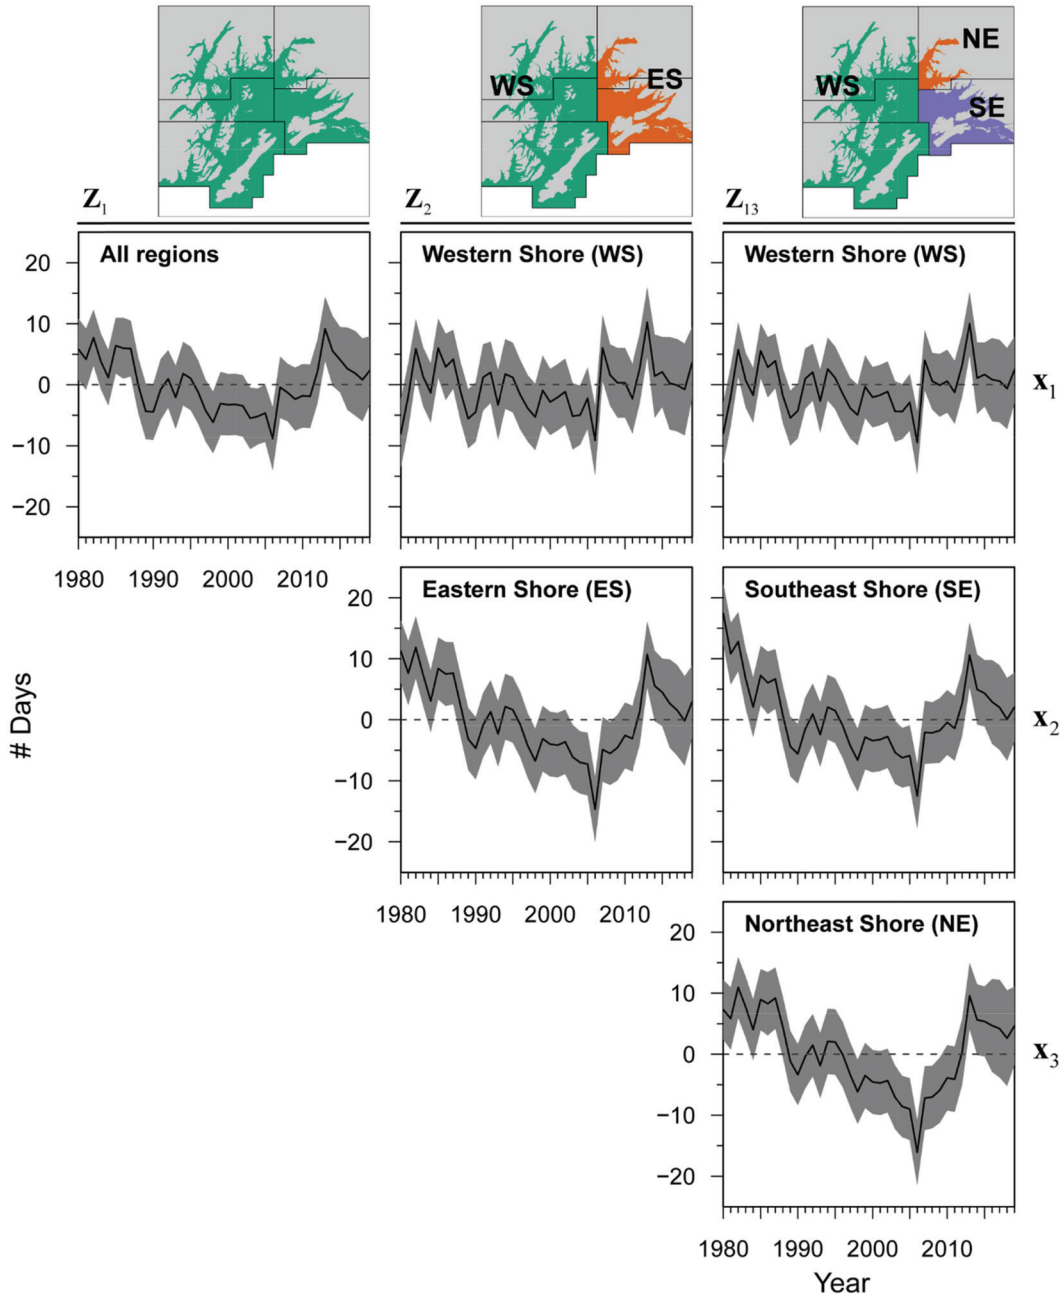 WS ES
WS NE
SE
Z1 Z2 Z13
All regions
Western Shore (WS)
Western Shore (WS)
20
10
0
−10
−20
x1
1980 1990 2000 2010
Eastern Shore (ES)
Southeast Shore (SE)
20
10
0
−10
−20
x2
# Days
1980 1990 2000 2010
Northeast Shore (NE)
20
10
0
−10
−20
x3
1980 1990 2000 2010
Year